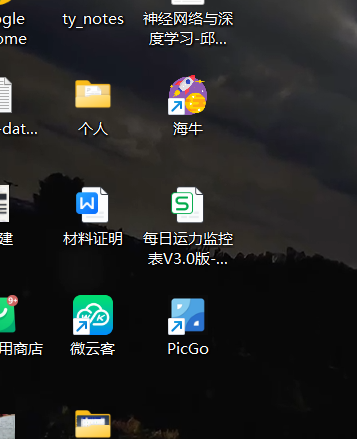 gle
ome
ty_notes
神经网络与深
度学习-邱...
-dat...
个人
海牛
建
材料证明
每日运力监控
表V3.0版-...
9+
用商店
微云客
PicGo